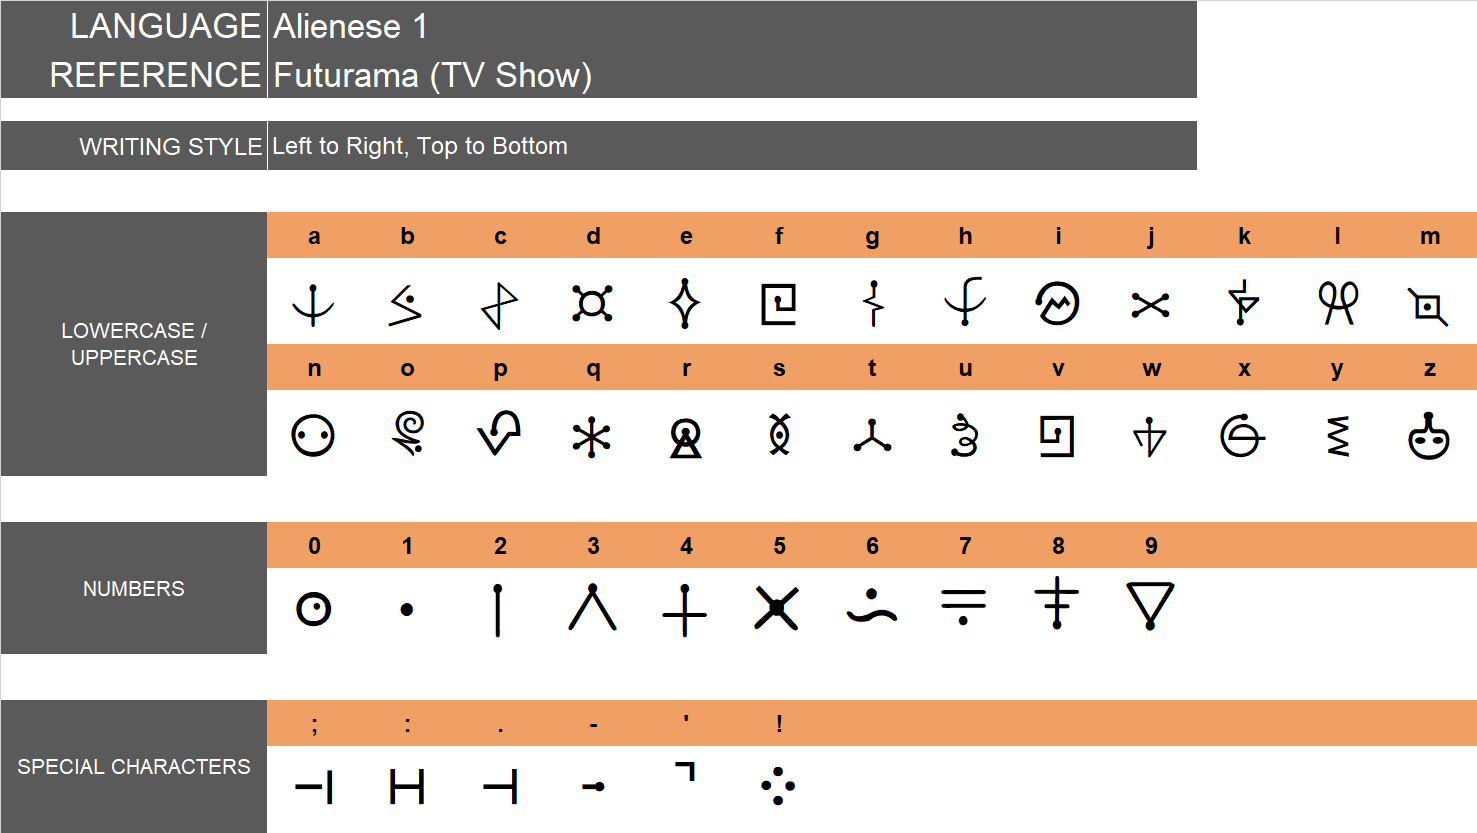 LANGUAGE Alienese 1
REFERENCE Futurama (TV Show)
WRITING STYLE Left to Right, Top to Bottom
LOWERCASE /
UPPERCASE
a b c d e f g h i j k l m
n o p q r s t u v w x y z
NUMBERS
0 1 2 3 4 5 6 7 8 9
SPECIAL CHARACTERS
; : . - ' !